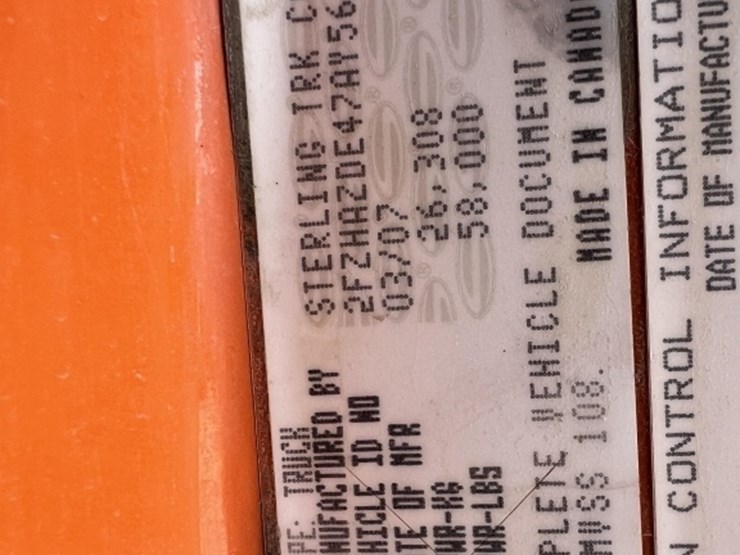 PE: TRUCK
NUFACTURED BY STERLING TRK C
HICLE ID NO 2FZHAZDE47AY56
TE OF MFR 03/07
WR-KG 26,308
WR-LBS 58,000
PLETE VEHICLE DOCUMENT
MVSS 108. MADE IN CANAD
N CONTROL INFORMATIO
DATE OF MANUFACTU